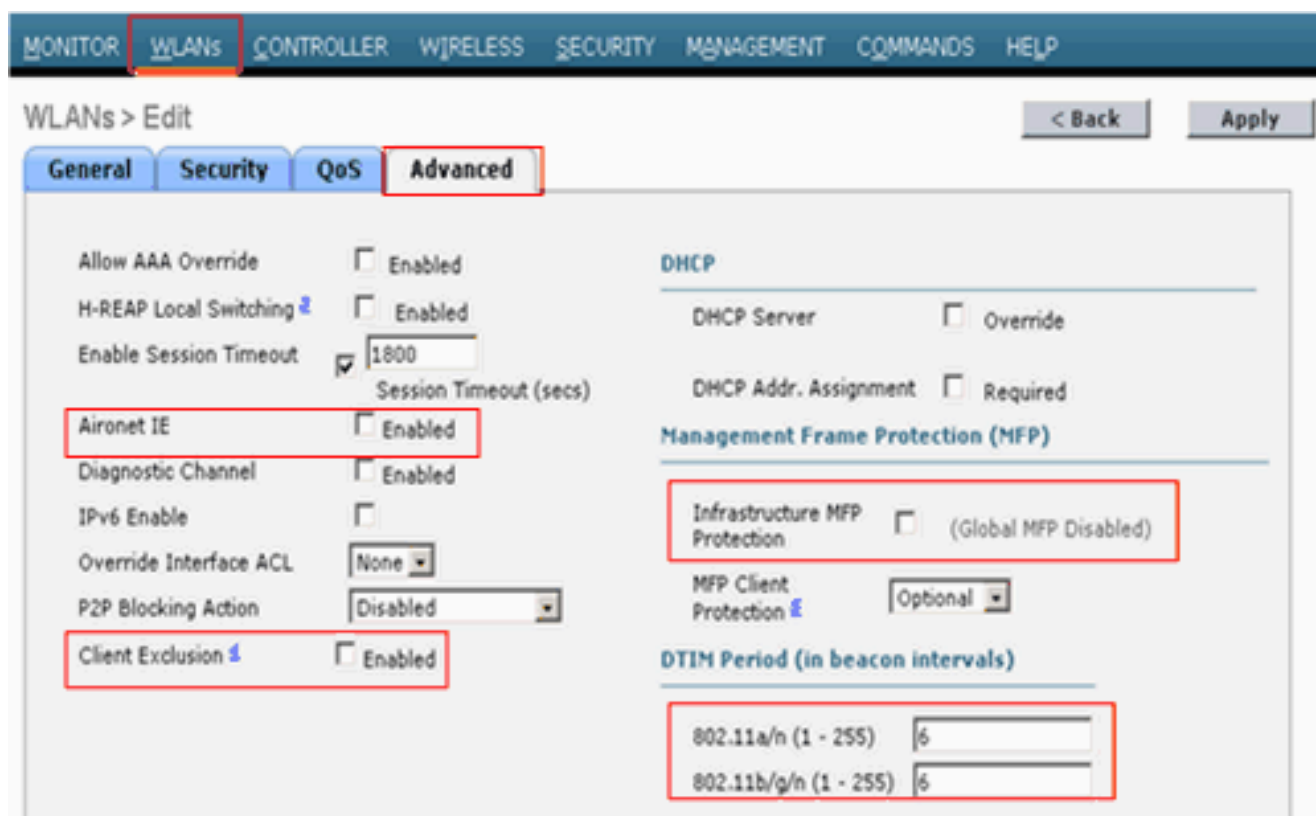 MONITOR WLANs CONTROLLER WIRELESS SECURITY MANAGEMENT COMMANDS HELP
WLANs > Edit
< Back
Apply
General
Security
QoS
Advanced
Allow AAA Override
Enabled
H-REAP Local Switching 2
Enabled
Enable Session Timeout
1800
Session Timeout (secs)
Aironet IE
Enabled
Diagnostic Channel
Enabled
IPv6 Enable
Override Interface ACL
None
P2P Blocking Action
Disabled
Client Exclusion
Enabled
DHCP
DHCP Server
Override
DHCP Addr. Assignment
Required
Management Frame Protection (MFP)
Infrastructure MFP
Protection
(Global MFP Disabled)
MFP Client
Protection
Optional
DTIM Period (in beacon intervals)
802.11a/n (1 - 255)
6
802.11b/g/n (1 - 255)
6